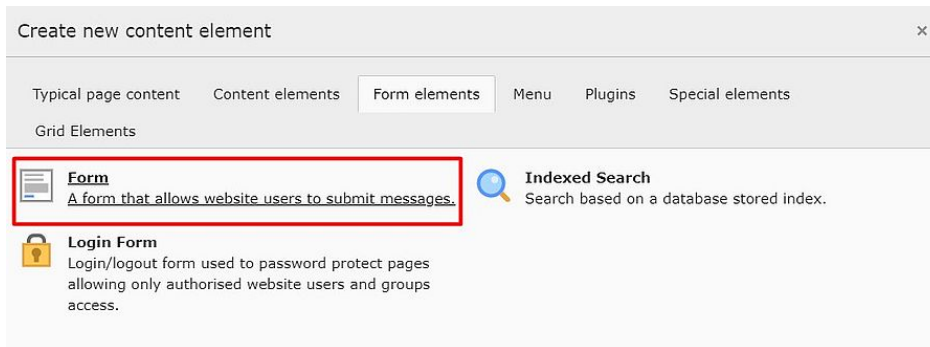 Create new content element
×
Typical page content Content elements Form elements Menu Plugins Special elements
Grid Elements
Form
A form that allows website users to submit messages.
Indexed Search
Search based on a database stored index.
Login Form
Login/logout form used to password protect pages
allowing only authorised website users and groups
access.